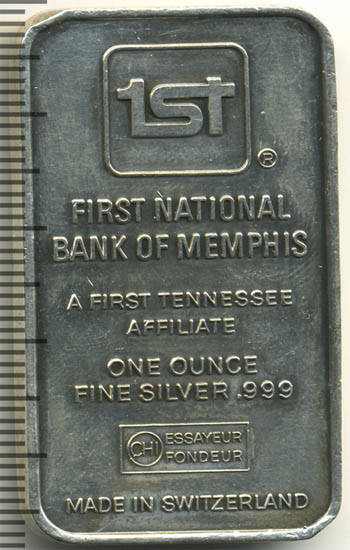 1st
®
FIRST NATIONAL
BANK OF MEMPHIS
A FIRST TENNESSEE
AFFILIATE
ONE OUNCE
FINE SILVER .999
CHI ESSAYEUR
FONDEUR
MADE IN SWITZERLAND